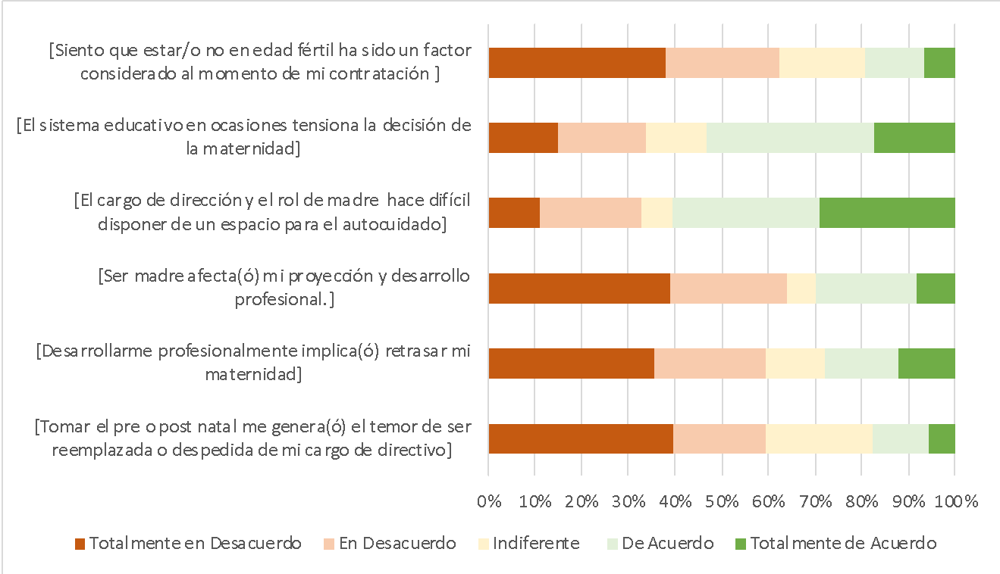 [Siento que estar/o no en edad fértil ha sido un factor
considerado al momento de mi contratación ]
[El sistema educativo en ocasiones tensiona la decisión de
la maternidad]
[El cargo de dirección y el rol de madre hace difícil
disponer de un espacio para el autocuidado]
[Ser madre afecta(ó) mi proyección y desarrollo
profesional.]
[Desarrollarme profesionalmente implica(ó) retrasar mi
maternidad]
[Tomar el pre o post natal me genera(ó) el temor de ser
reemplazada o despedida de mi cargo de directivo]
0% 10% 20% 30% 40% 50% 60% 70% 80% 90% 100%
Totalmente en Desacuerdo En Desacuerdo Indiferente De Acuerdo Totalmente de Acuerdo